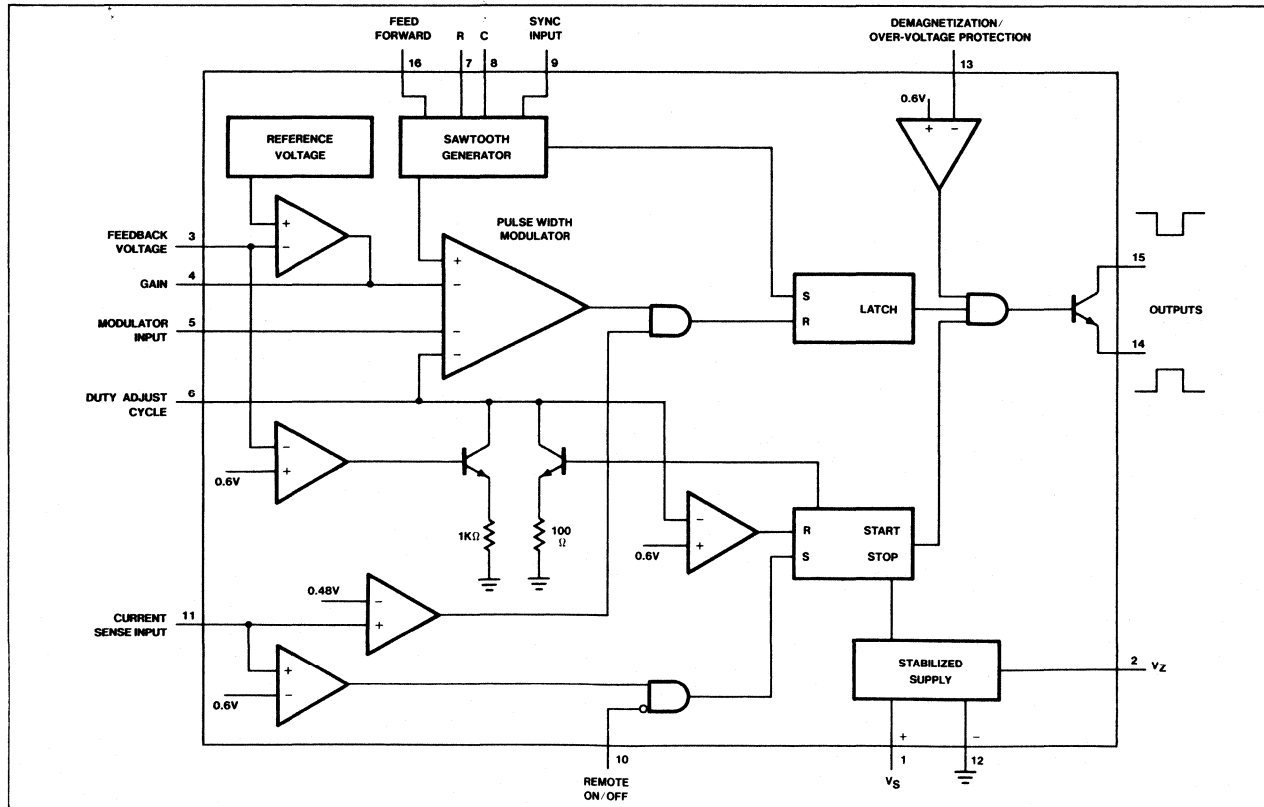 FEED
FORWARD
R
C
SYNC
INPUT
DEMAGNETIZATION/
OVER-VOLTAGE PROTECTION
16
7
8
9
13
0.6V
+
−
REFERENCE
VOLTAGE
SAWTOOTH
GENERATOR
PULSE WIDTH
MODULATOR
+
−
FEEDBACK
VOLTAGE
3
GAIN
4
MODULATOR
INPUT
5
+
−
−
−
S
R
LATCH
15
OUTPUTS
14
DUTY ADJUST
CYCLE
6
−
+
0.6V
1KΩ
100
Ω
−
+
0.6V
R
S
START
STOP
0.48V
−
+
CURRENT
SENSE INPUT
11
+
−
0.6V
STABILIZED
SUPPLY
2
VZ
+
−
10
1
12
REMOTE
ON/OFF
VS